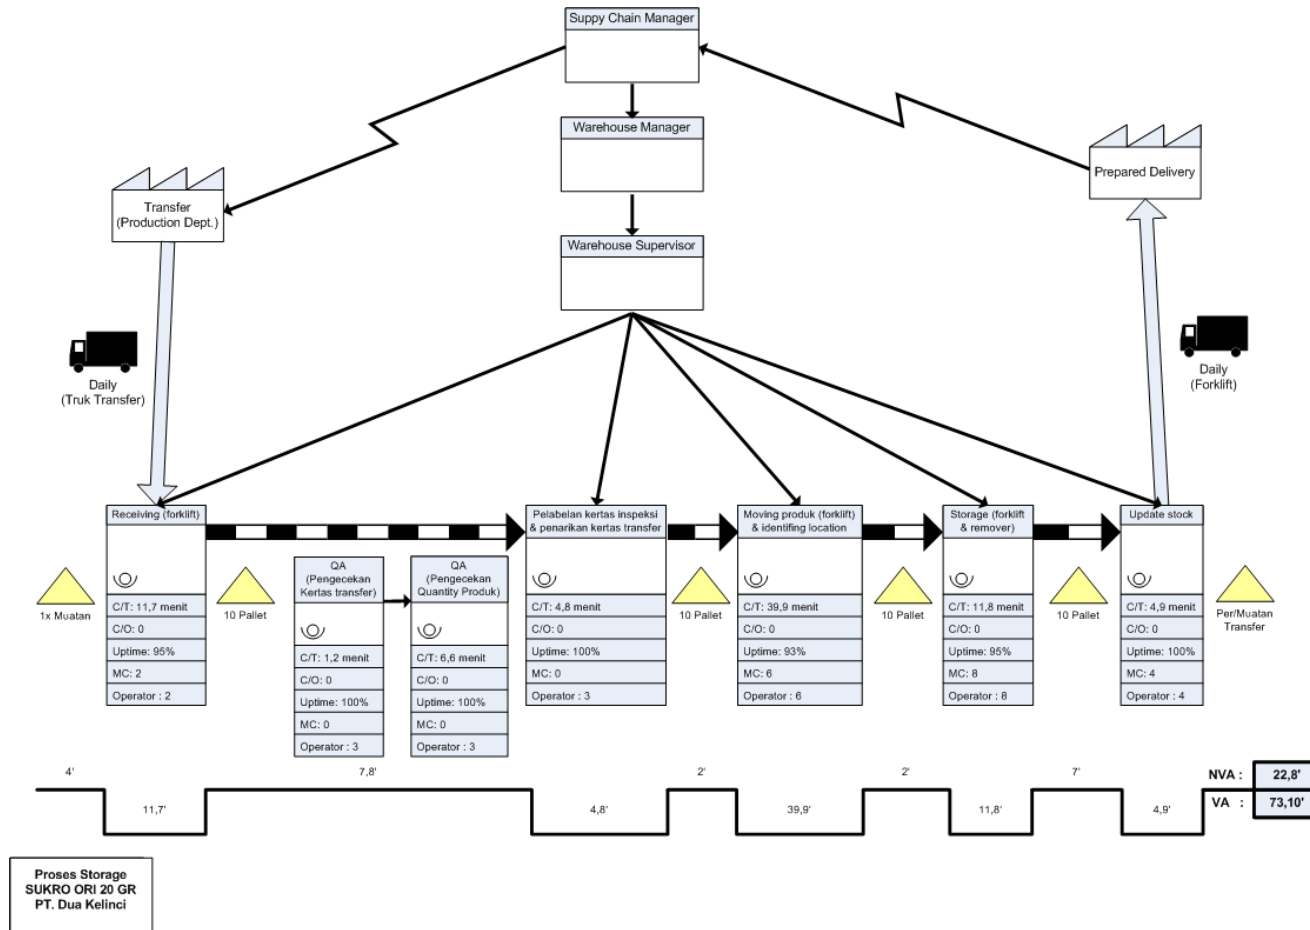 Suppy Chain Manager
Warehouse Manager
Warehouse Supervisor
Transfer
(Production Dept.)
Prepared Delivery
Daily
(Truk Transfer)
Daily
(Forklift)
Receiving (forklift)
C/T: 11,7 menit
C/O: 0
Uptime: 95%
MC: 2
Operator : 2
1x Muatan
10 Pallet
QA
(Pengecekan
Kertas transfer)
C/T: 1,2 menit
C/O: 0
Uptime: 100%
MC: 0
Operator : 3
QA
(Pengecekan
Quantity Produk)
C/T: 6,6 menit
C/O: 0
Uptime: 100%
MC: 0
Operator : 3
Pelabelan kertas inspeksi
& penarikan kertas transfer
C/T: 4,8 menit
C/O: 0
Uptime: 100%
MC: 0
Operator : 3
10 Pallet
Moving produk (forklift)
& identifing location
C/T: 39,9 menit
C/O: 0
Uptime: 93%
MC: 6
Operator : 6
10 Pallet
Storage (forklift
& remover)
C/T: 11,8 menit
C/O: 0
Uptime: 95%
MC: 8
Operator : 8
10 Pallet
Update stock
C/T: 4,9 menit
C/O: 0
Uptime: 100%
MC: 4
Operator : 4
Per/Muatan
Transfer
4'
7,8'
2'
2'
7'
11,7'
4,8'
39,9'
11,8'
4,9'
NVA : 22,8'
VA : 73,10'
Proses Storage
SUKRO ORI 20 GR
PT. Dua Kelinci